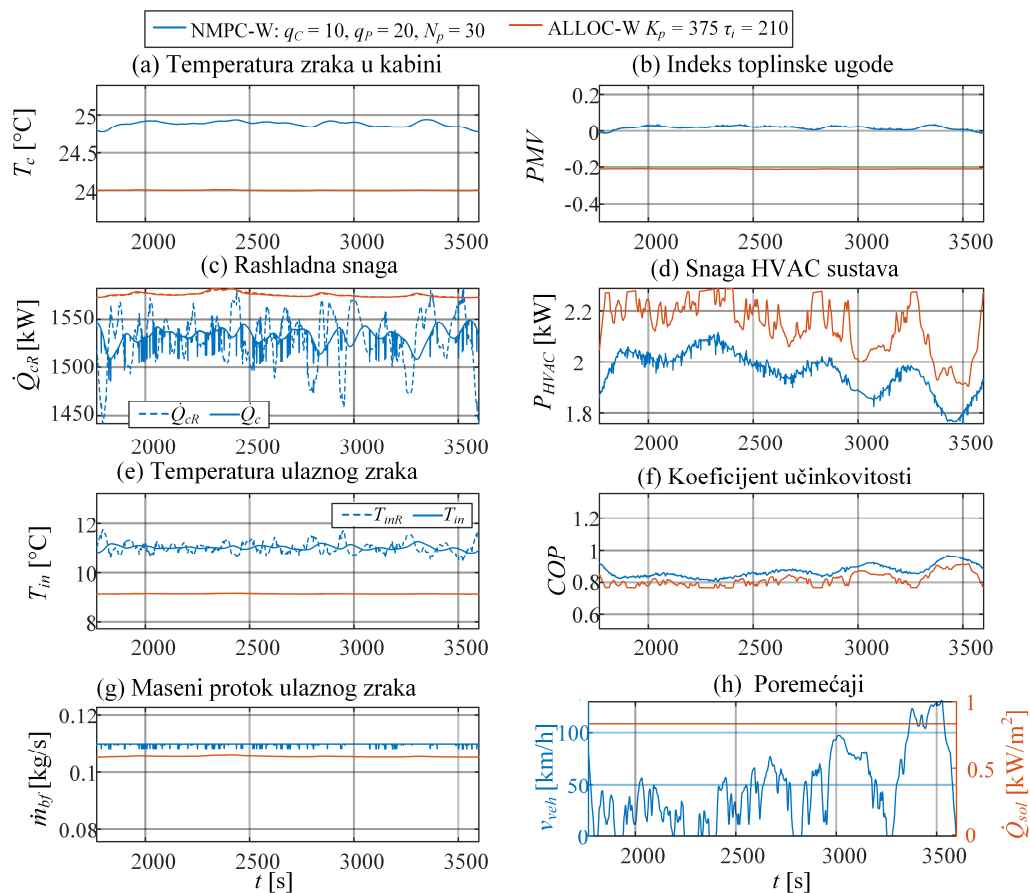 NMPC-W: q_C = 10, q_P = 20, N_p = 30 ALLOC-W K_p = 375 τ_i = 210
(a) Temperatura zraka u kabini
(b) Indeks toplinske ugode
T_c [°C]
25
24.5
24
2000 2500 3000 3500
PMV
0.2
0
-0.2
-0.4
2000 2500 3000 3500
(c) Rashladna snaga
(d) Snaga HVAC sustava
Q̇_cR [kW]
1550
1500
1450
Q̇_cR Q̇_c
2000 2500 3000 3500
P_HVAC [kW]
2.2
2
1.8
2000 2500 3000 3500
(e) Temperatura ulaznog zraka
(f) Koeficijent učinkovitosti
T_in [°C]
12
10
8
T_inR T_in
2000 2500 3000 3500
COP
1.2
1
0.8
0.6
2000 2500 3000 3500
(g) Maseni protok ulaznog zraka
(h) Poremećaji
ṁ_bf [kg/s]
0.12
0.1
0.08
2000 2500 3000 3500
t [s]
v_veh [km/h]
100
50
0
1
0.5
0
Q̇_sol [kW/m²]
2000 2500 3000 3500
t [s]